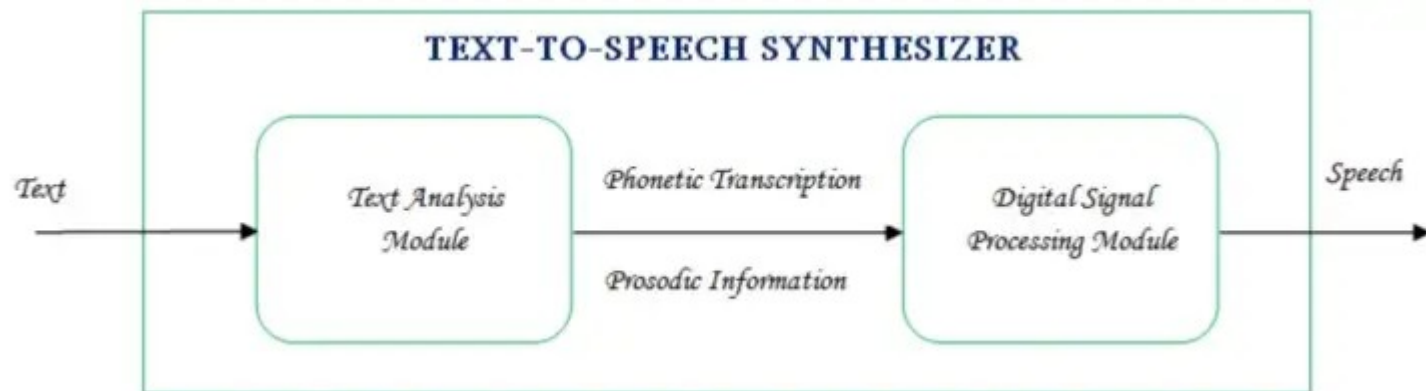 TEXT-TO-SPEECH SYNTHESIZER
Text
Text Analysis
Module
Phonetic Transcription
Prosodic Information
Digital Signal
Processing Module
Speech